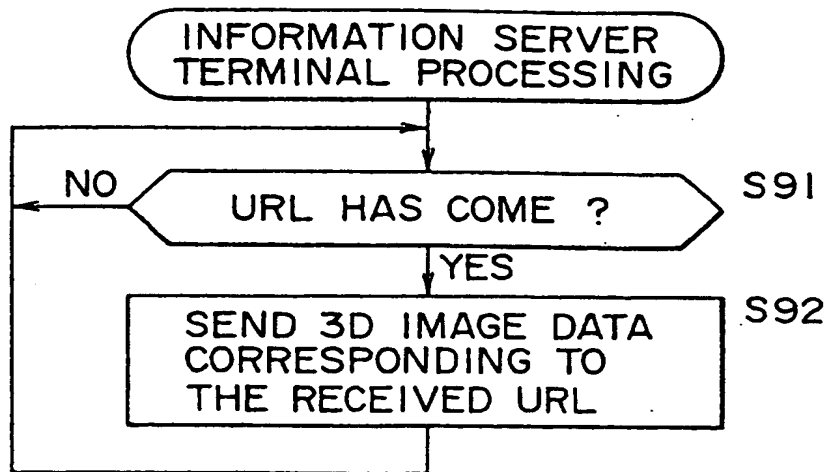 INFORMATION SERVER
TERMINAL PROCESSING
NO
URL HAS COME ?
S91
YES
SEND 3D IMAGE DATA
CORRESPONDING TO
THE RECEIVED URL
S92